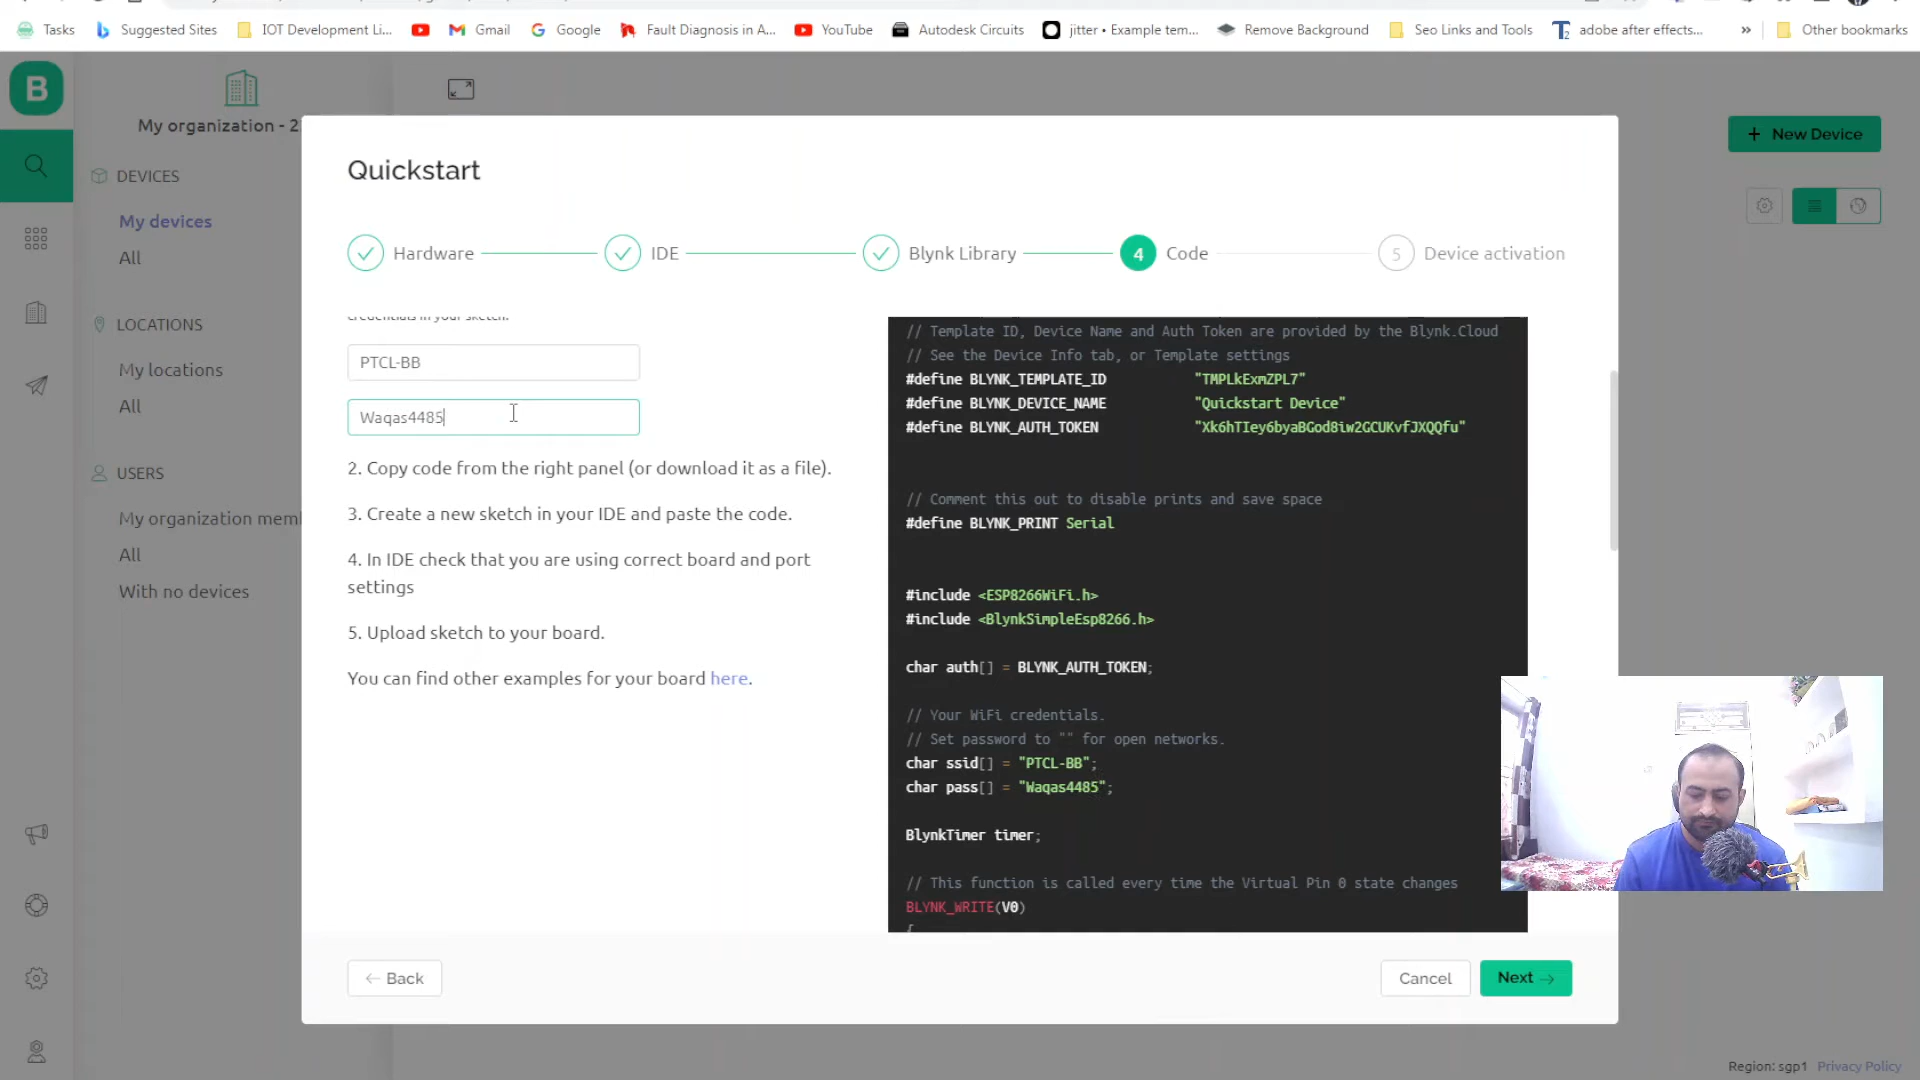 Tasks
Suggested Sites
IOT Development Li...
Gmail
Google
Fault Diagnosis in A...
YouTube
Autodesk Circuits
jitter • Example tem...
Remove Background
Seo Links and Tools
adobe after effects...
»
Other bookmarks
B
My organization - 2
DEVICES
My devices
All
LOCATIONS
My locations
All
USERS
My organization mem
All
With no devices
+ New Device
Quickstart
Hardware
IDE
Blynk Library
4 Code
5 Device activation
credentials in your sketch.
PTCL-BB
Waqas4485
2. Copy code from the right panel (or download it as a file).
3. Create a new sketch in your IDE and paste the code.
4. In IDE check that you are using correct board and port
settings
5. Upload sketch to your board.
You can find other examples for your board here.
// Template ID, Device Name and Auth Token are provided by the Blynk.Cloud
// See the Device Info tab, or Template settings
#define BLYNK_TEMPLATE_ID "TMPLkExmZPL7"
#define BLYNK_DEVICE_NAME "Quickstart Device"
#define BLYNK_AUTH_TOKEN "Xk6hTIey6byaBGod8iw2GCUKvfJXQQfu"
// Comment this out to disable prints and save space
#define BLYNK_PRINT Serial
#include <ESP8266WiFi.h>
#include <BlynkSimpleEsp8266.h>
char auth[] = BLYNK_AUTH_TOKEN;
// Your WiFi credentials.
// Set password to "" for open networks.
char ssid[] = "PTCL-BB";
char pass[] = "Waqas4485";
BlynkTimer timer;
// This function is called every time the Virtual Pin 0 state changes
BLYNK_WRITE(V0)
{
← Back
Cancel
Next →
Region: sgp1 Privacy Policy